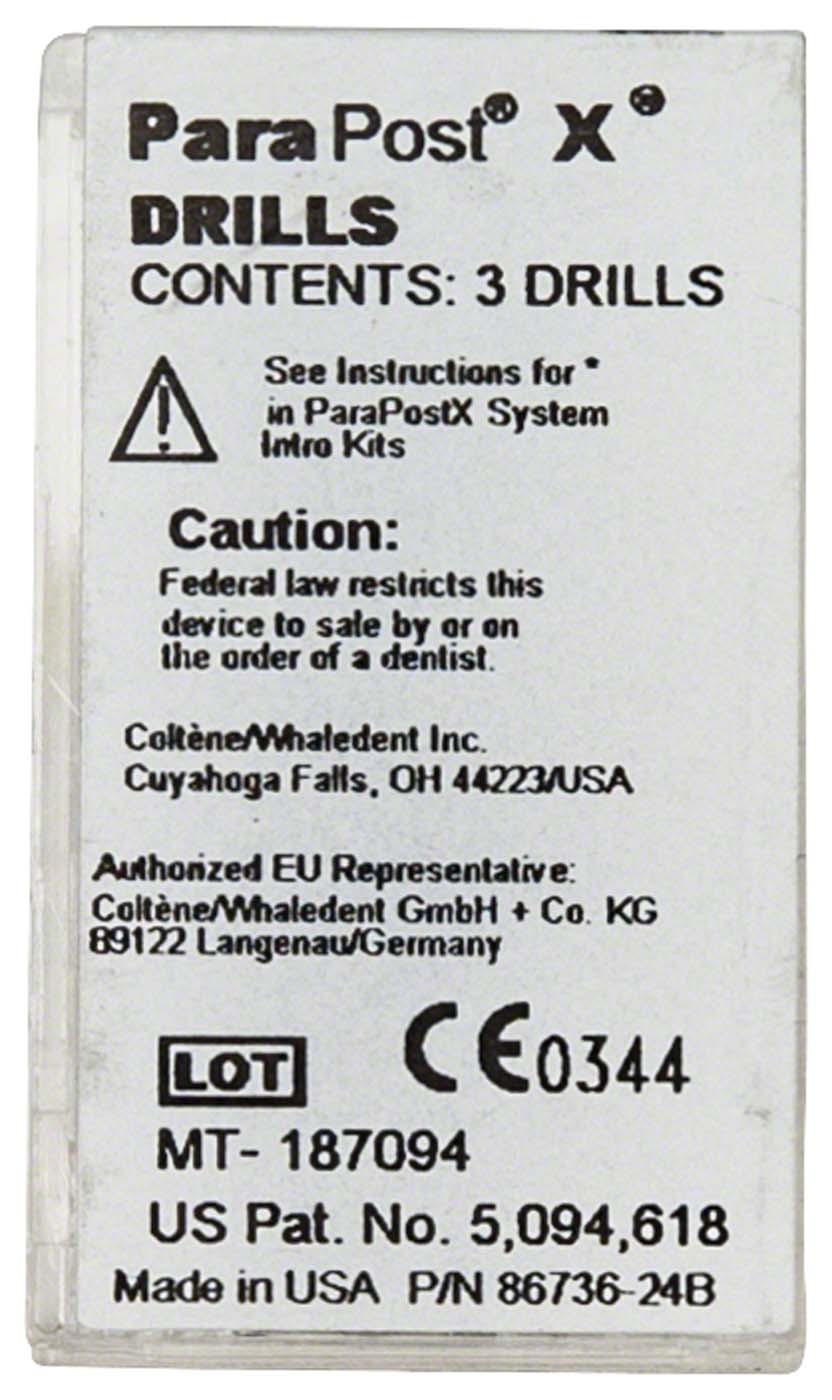 ParaPost® X®
DRILLS
CONTENTS: 3 DRILLS
See Instructions for *
in ParaPostX System
Intro Kits
Caution:
Federal law restricts this
device to sale by or on
the order of a dentist.
Coltène/Whaledent Inc.
Cuyahoga Falls, OH 44223/USA
Authorized EU Representative:
Coltène/Whaledent GmbH + Co. KG
89122 Langenau/Germany
LOT CE0344
MT- 187094
US Pat. No. 5,094,618
Made in USA P/N 86736-24B